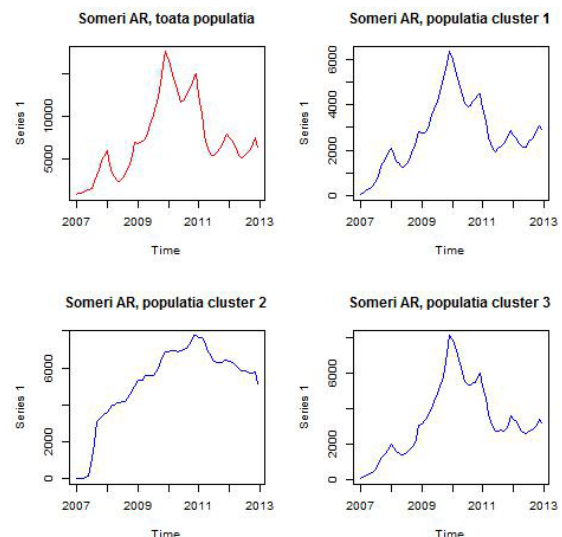 Someri AR, toata populatia
Series 1
5000
10000
2007
2009
2011
2013
Time
Someri AR, populatia cluster 1
Series 1
0
2000
4000
6000
2007
2009
2011
2013
Time
Someri AR, populatia cluster 2
Series 1
0
2000
6000
2007
2009
2011
2013
Time
Someri AR, populatia cluster 3
Series 1
0
4000
8000
2007
2009
2011
2013
Time